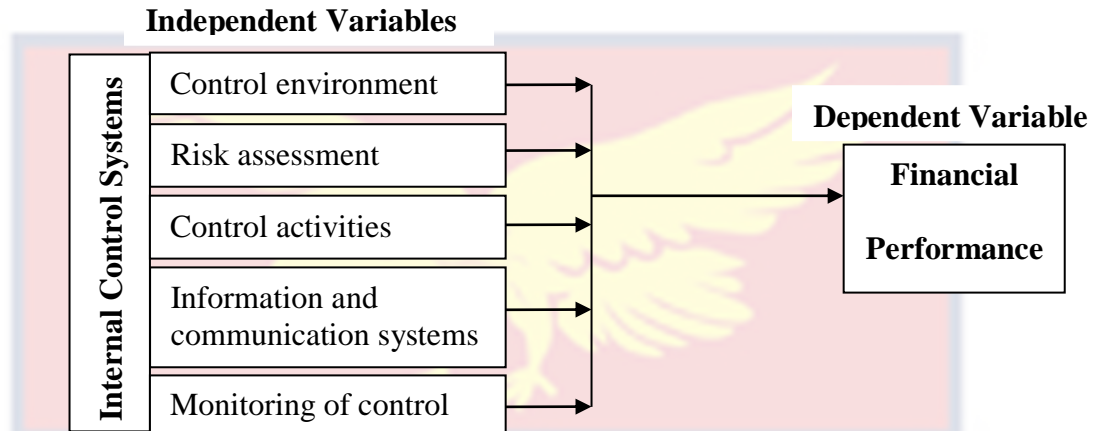 Independent Variables
Internal Control Systems
Control environment
Risk assessment
Control activities
Information and
communication systems
Monitoring of control
Dependent Variable
Financial
Performance